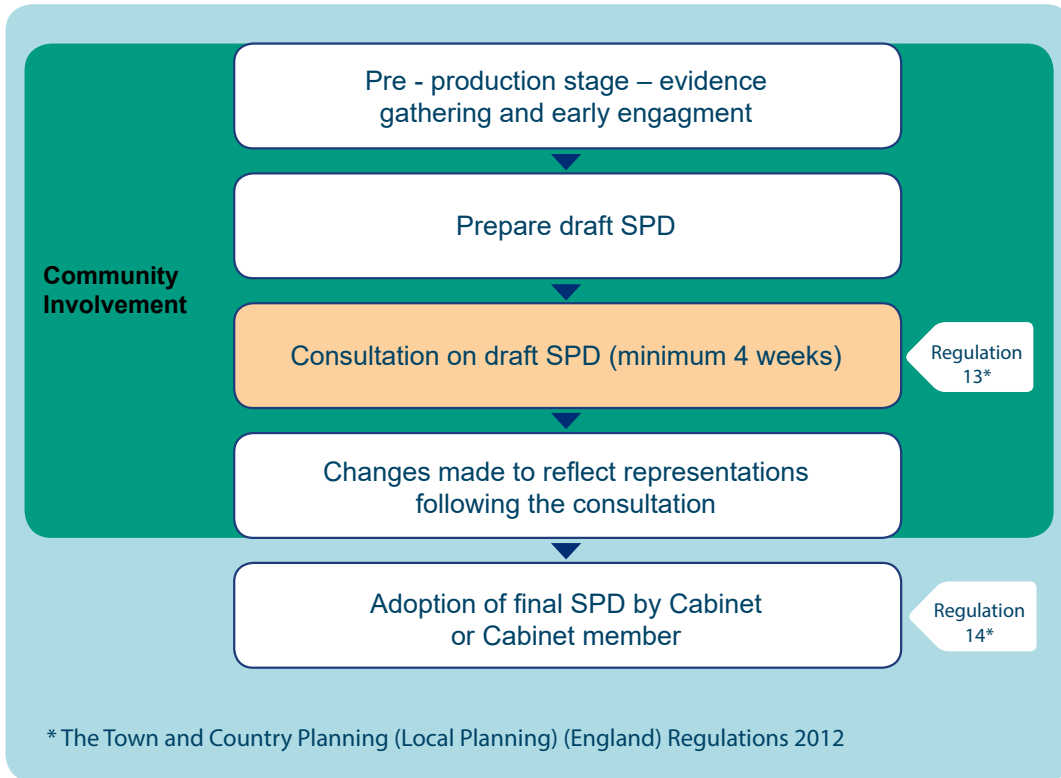 Pre - production stage – evidence
gathering and early engagment
Prepare draft SPD
Community
Involvement
Consultation on draft SPD (minimum 4 weeks)
Regulation
13*
Changes made to reflect representations
following the consultation
Adoption of final SPD by Cabinet
or Cabinet member
Regulation
14*
* The Town and Country Planning (Local Planning) (England) Regulations 2012